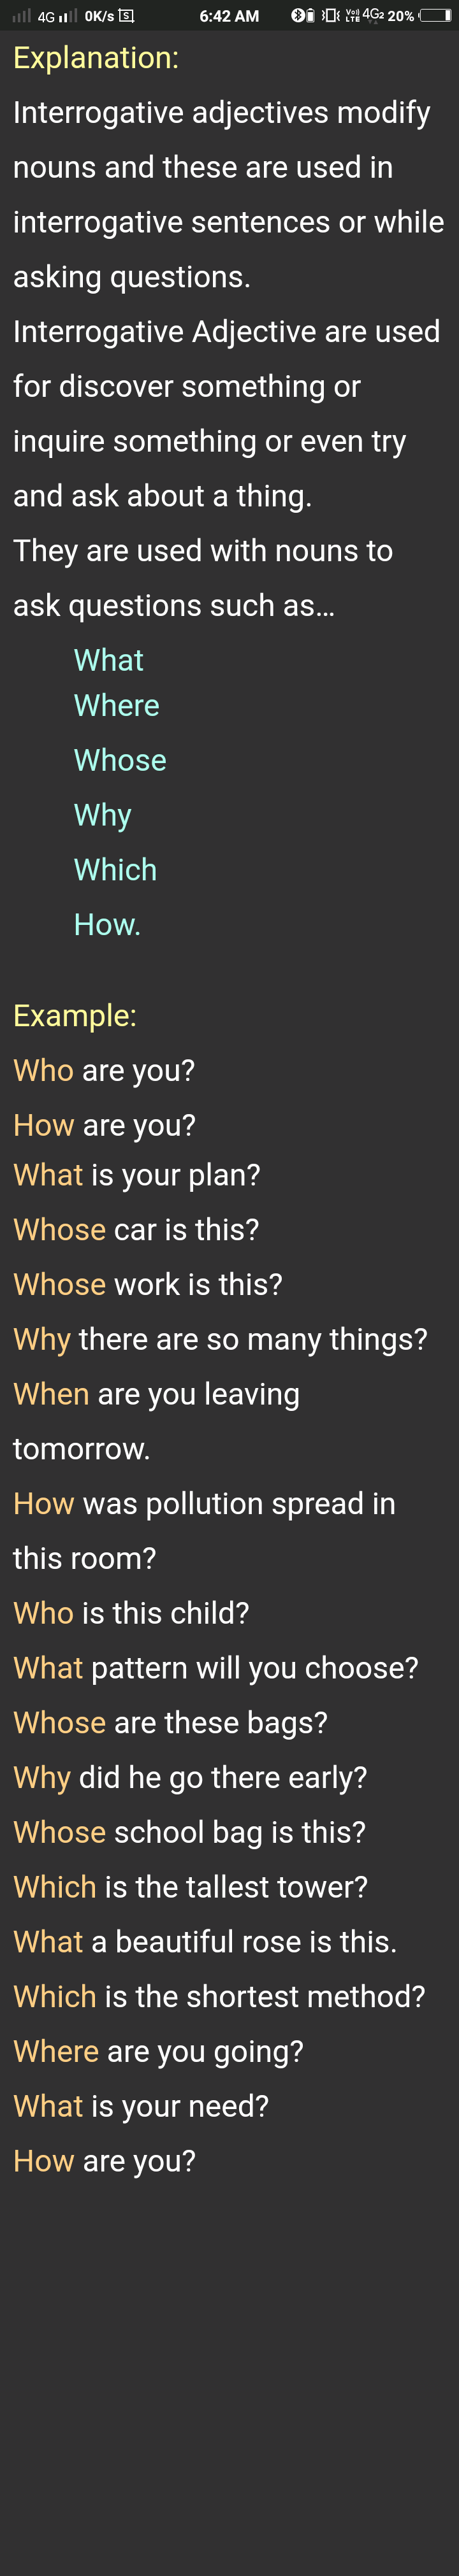 4G 0K/s 6:42 AM 4G2 20%
Explanation:
Interrogative adjectives modify
nouns and these are used in
interrogative sentences or while
asking questions.
Interrogative Adjective are used
for discover something or
inquire something or even try
and ask about a thing.
They are used with nouns to
ask questions such as...
What
Where
Whose
Why
Which
How.
Example:
Who are you?
How are you?
What is your plan?
Whose car is this?
Whose work is this?
Why there are so many things?
When are you leaving
tomorrow.
How was pollution spread in
this room?
Who is this child?
What pattern will you choose?
Whose are these bags?
Why did he go there early?
Whose school bag is this?
Which is the tallest tower?
What a beautiful rose is this.
Which is the shortest method?
Where are you going?
What is your need?
How are you?